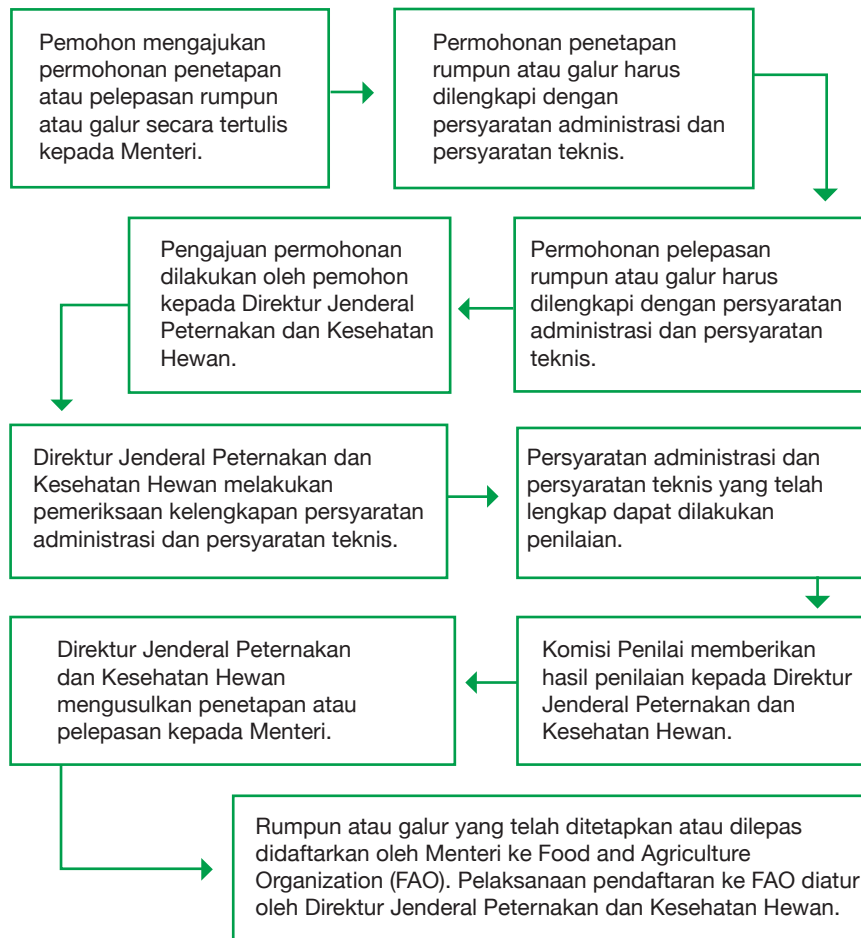 Pemohon mengajukan
permohonan penetapan
atau pelepasan rumpun
atau galur secara tertulis
kepada Menteri.
Permohonan penetapan
rumpun atau galur harus
dilengkapi dengan
persyaratan administrasi dan
persyaratan teknis.
Permohonan pelepasan
rumpun atau galur harus
dilengkapi dengan persyaratan
administrasi dan persyaratan
teknis.
Pengajuan permohonan
dilakukan oleh pemohon
kepada Direktur Jenderal
Peternakan dan Kesehatan
Hewan.
Direktur Jenderal Peternakan dan
Kesehatan Hewan melakukan
pemeriksaan kelengkapan persyaratan
administrasi dan persyaratan teknis.
Persyaratan administrasi dan
persyaratan teknis yang telah
lengkap dapat dilakukan
penilaian.
Komisi Penilai memberikan
hasil penilaian kepada Direktur
Jenderal Peternakan dan
Kesehatan Hewan.
Direktur Jenderal Peternakan
dan Kesehatan Hewan
mengusulkan penetapan atau
pelepasan kepada Menteri.
Rumpun atau galur yang telah ditetapkan atau dilepas
didaftarkan oleh Menteri ke Food and Agriculture
Organization (FAO). Pelaksanaan pendaftaran ke FAO diatur
oleh Direktur Jenderal Peternakan dan Kesehatan Hewan.